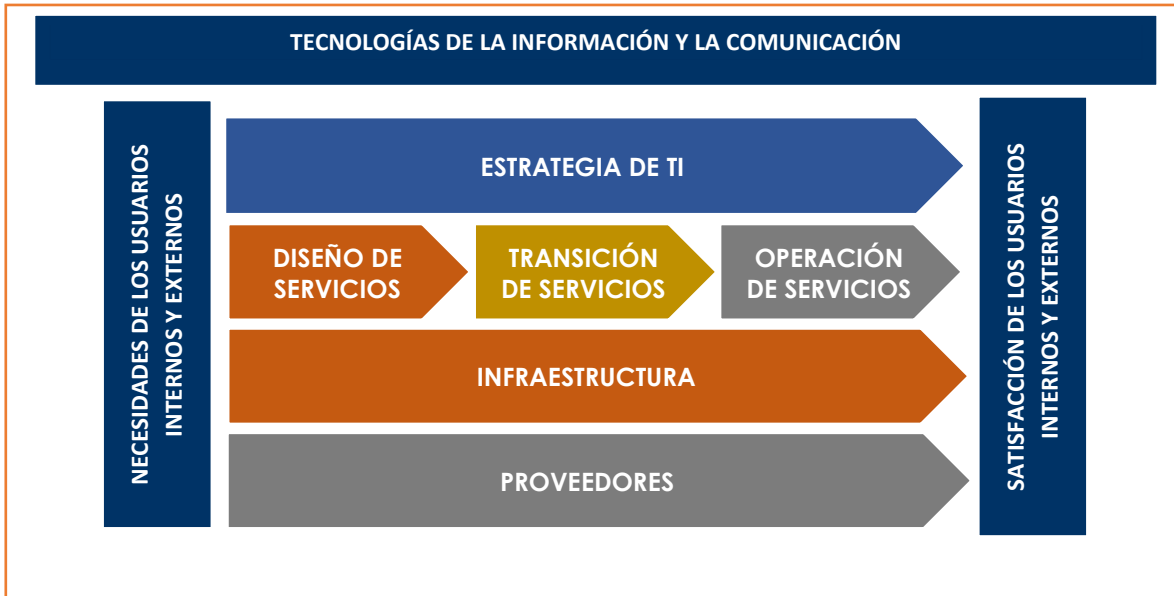 TECNOLOGÍAS DE LA INFORMACIÓN Y LA COMUNICACIÓN
NECESIDADES DE LOS USUARIOS
INTERNOS Y EXTERNOS
ESTRATEGIA DE TI
DISEÑO DE
SERVICIOS
TRANSICIÓN
DE SERVICIOS
OPERACIÓN
DE SERVICIOS
INFRAESTRUCTURA
PROVEEDORES
SATISFACCIÓN DE LOS USUARIOS
INTERNOS Y EXTERNOS